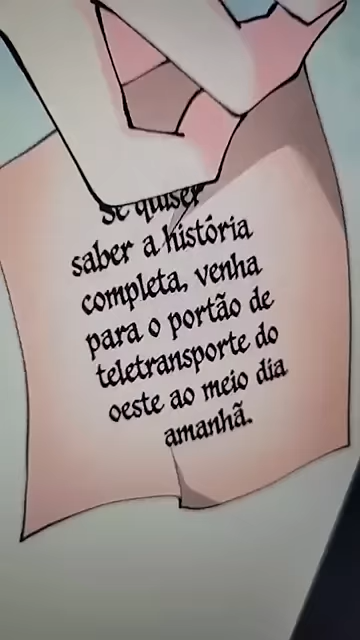 Se quiser
saber a história
completa, venha
para o portão de
teletransporte do
oeste ao meio dia
amanhã.